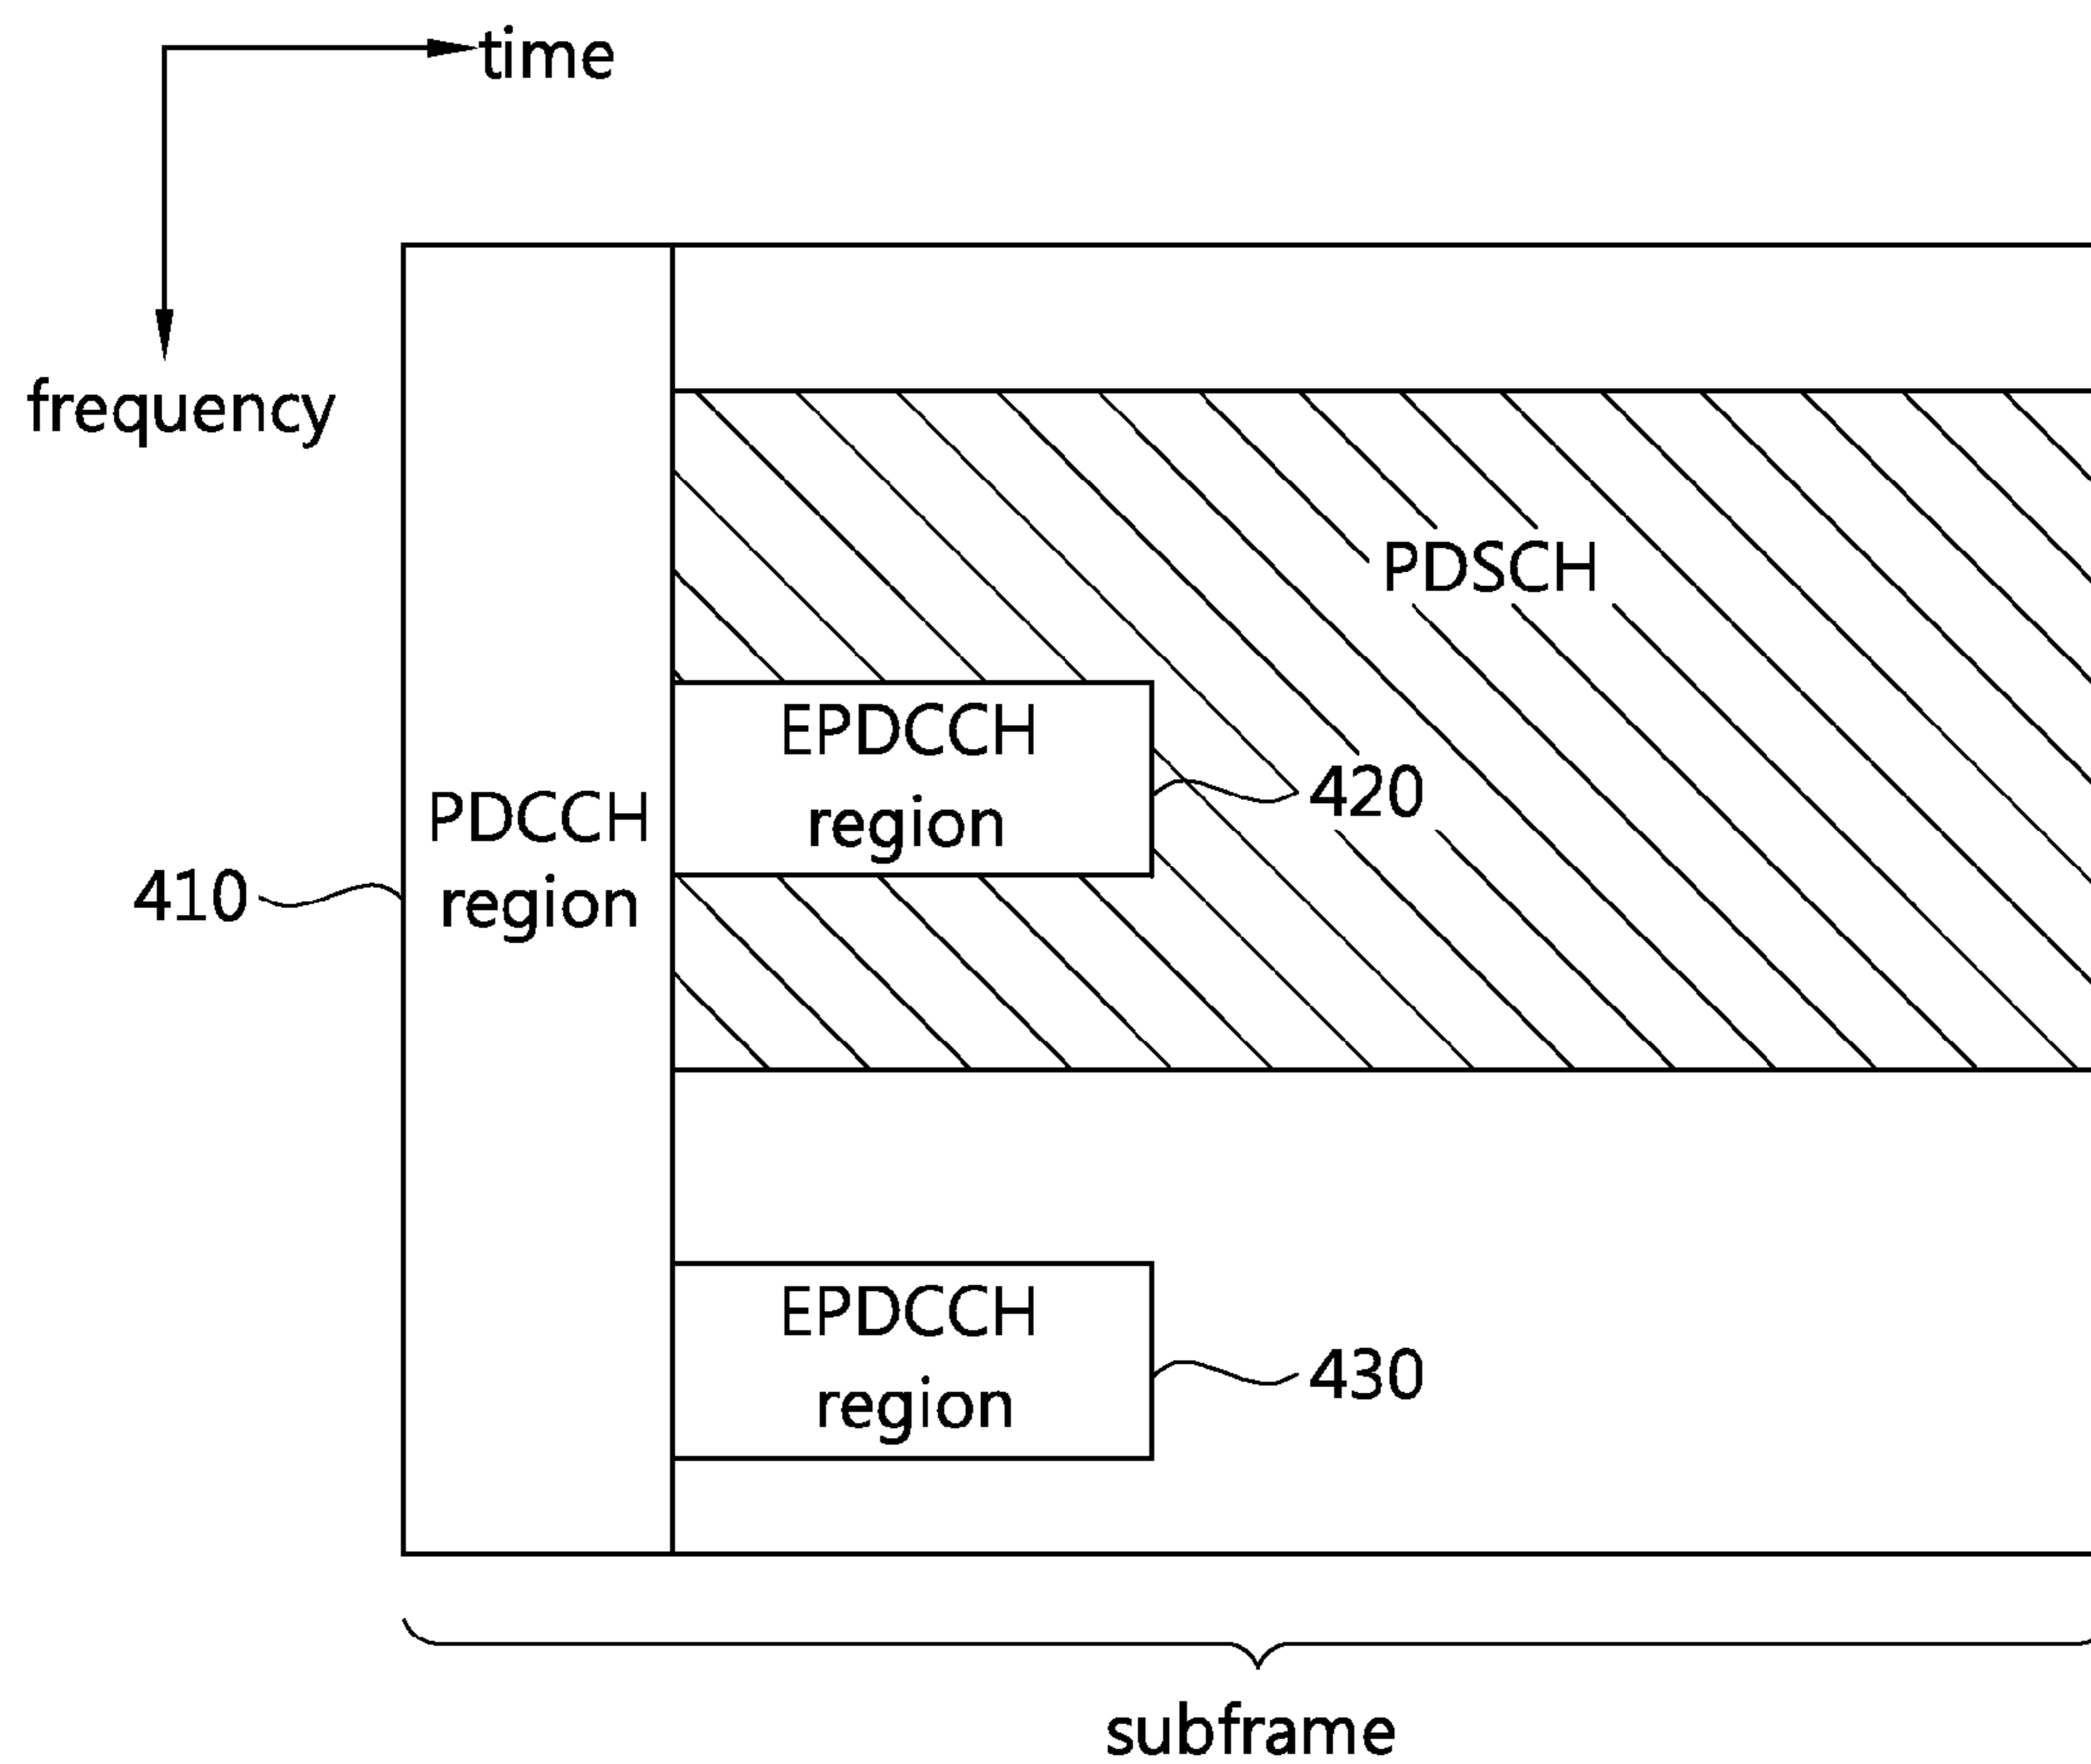 time
frequency
PDSCH
EPDCCH
region
420
PDCCH
region
410
EPDCCH
region
430
subframe